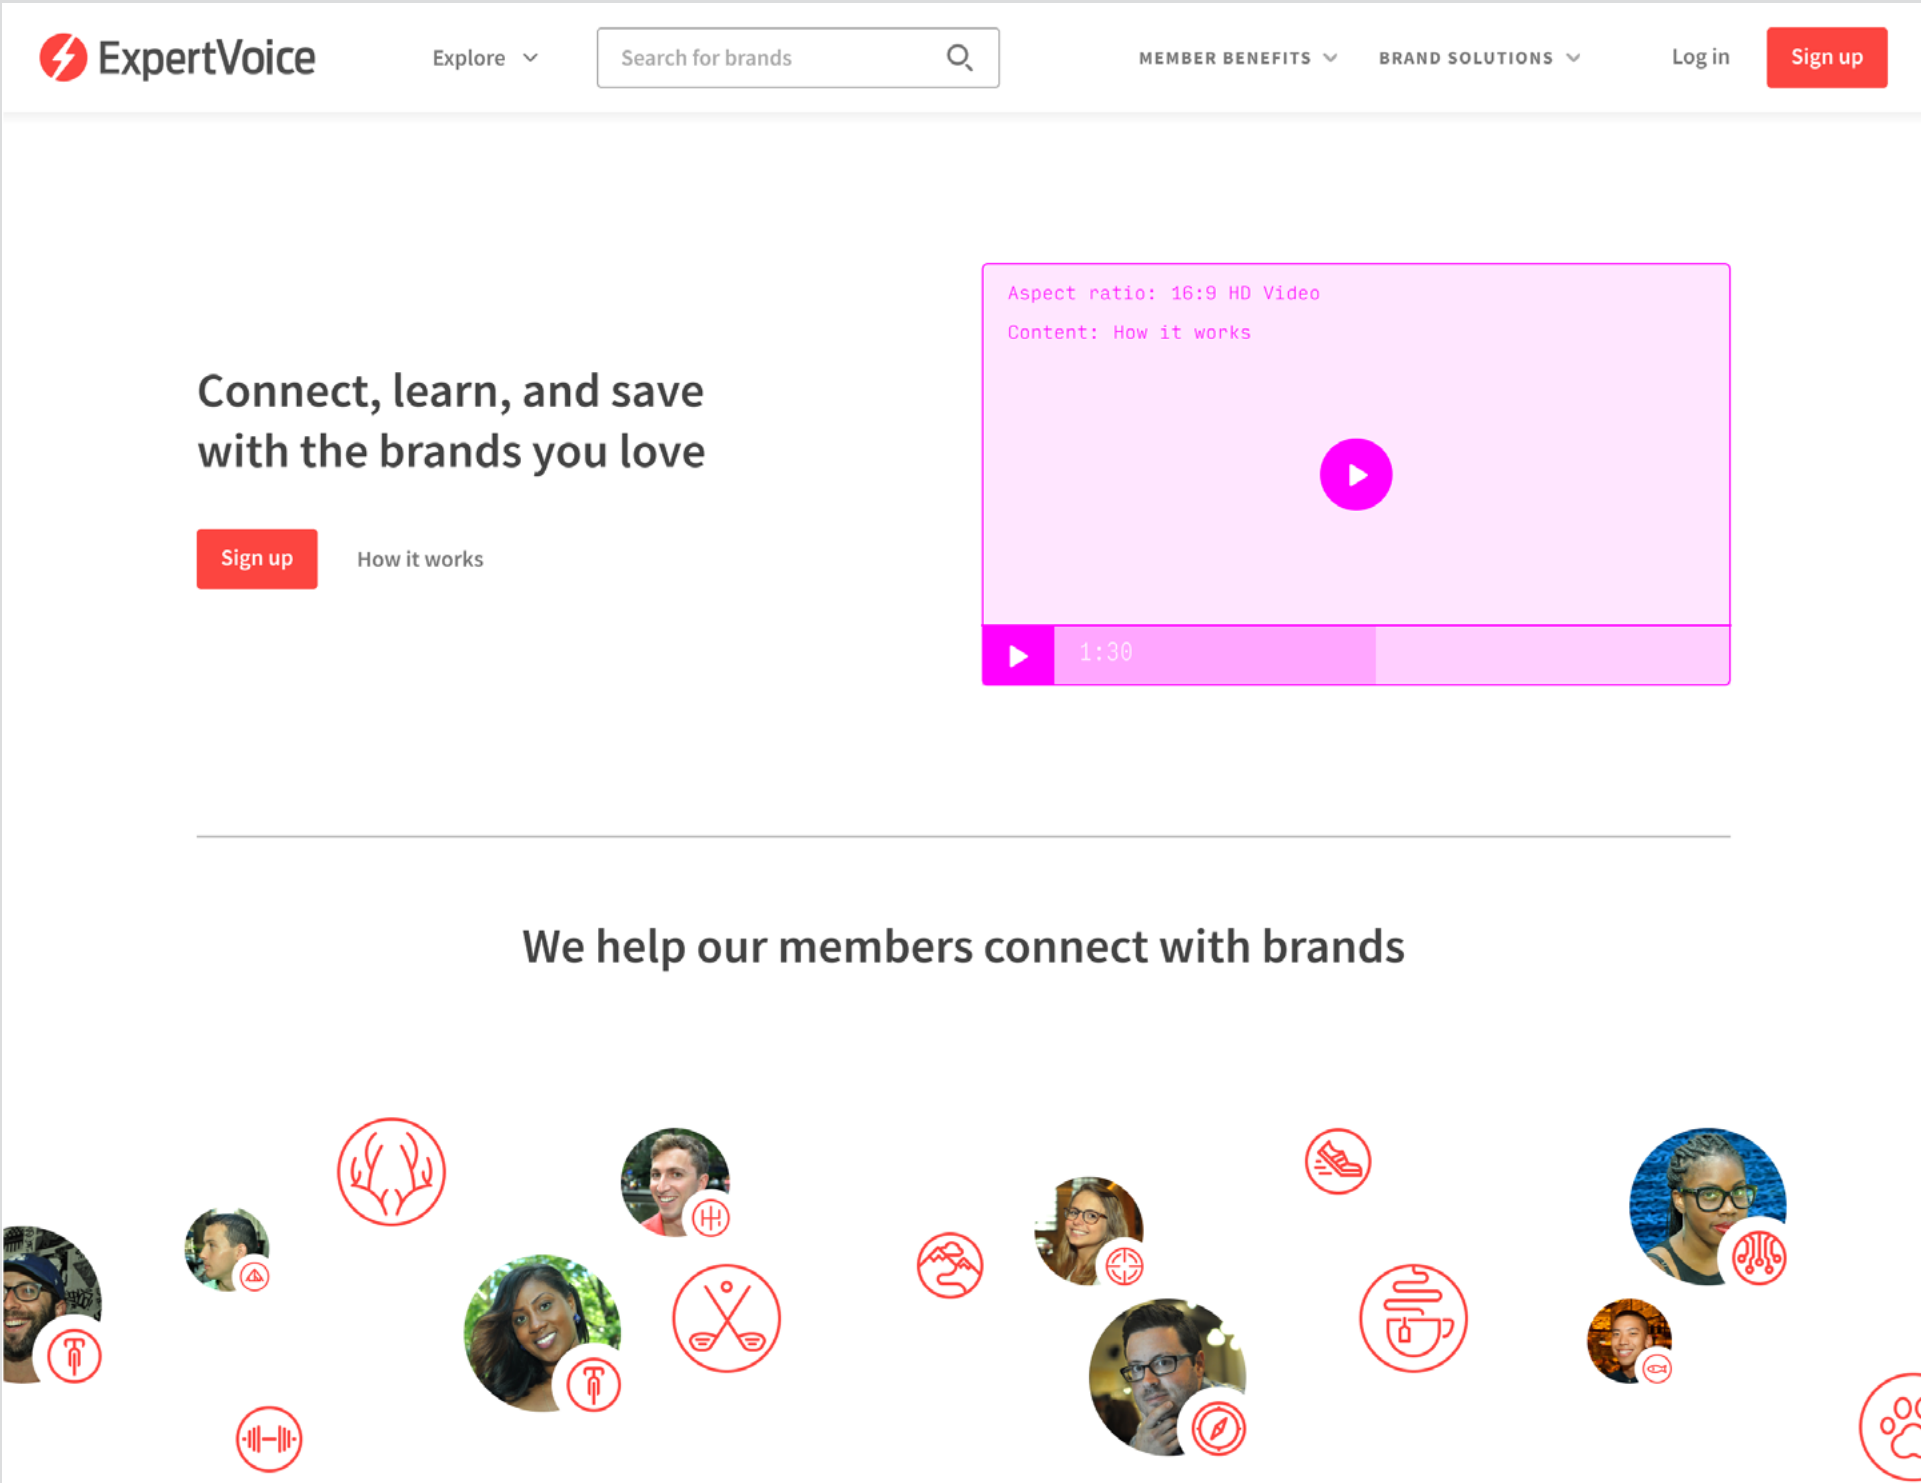 ExpertVoice
Explore
Search for brands
MEMBER BENEFITS
BRAND SOLUTIONS
Log in
Sign up
Connect, learn, and save
with the brands you love
Sign up
How it works
Aspect ratio: 16:9 HD Video
Content: How it works
1:30
We help our members connect with brands